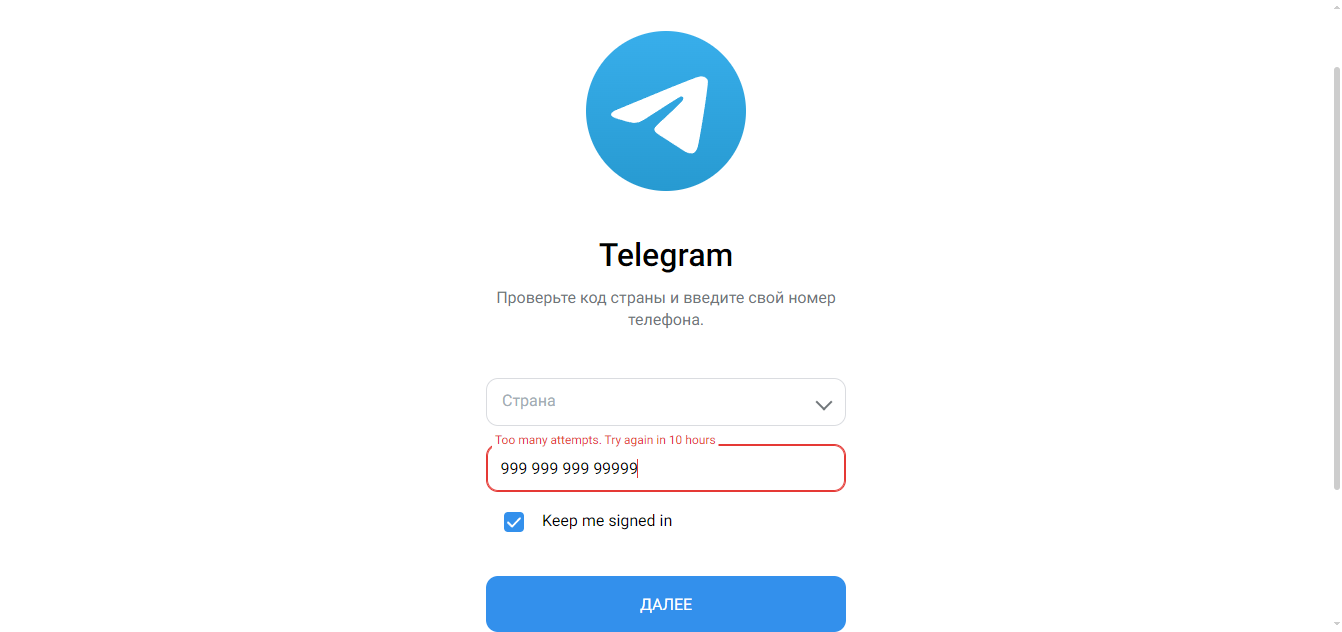 Telegram
Проверьте код страны и введите свой номер
телефона.
Страна
Too many attempts. Try again in 10 hours
999 999 999 99999
Keep me signed in
ДАЛЕЕ